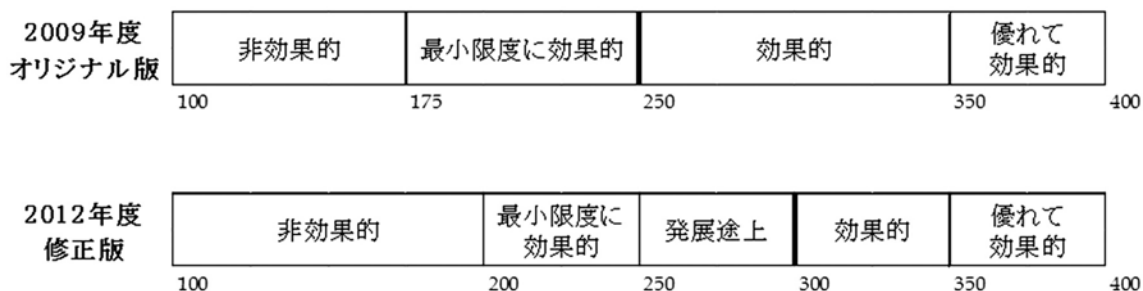 2009年度
オリジナル版
非効果的
最小限度に効果的
効果的
優れて
効果的
100
175
250
350
400
2012年度
修正版
非効果的
最小限度に
効果的
発展途上
効果的
優れて
効果的
100
200
250
300
350
400